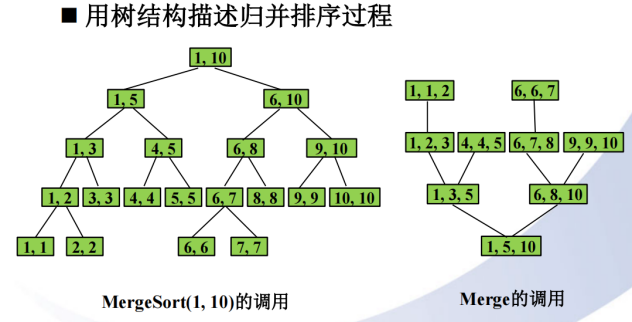 ■ 用树结构描述归并排序过程
1, 10
1, 5
6, 10
1, 3
4, 5
6, 8
9, 10
1, 2
3, 3
4, 4
5, 5
6, 7
8, 8
9, 9
10, 10
1, 1
2, 2
6, 6
7, 7
MergeSort(1, 10)的调用
1, 1, 2
6, 6, 7
1, 2, 3
4, 4, 5
6, 7, 8
9, 9, 10
1, 3, 5
6, 8, 10
1, 5, 10
Merge的调用